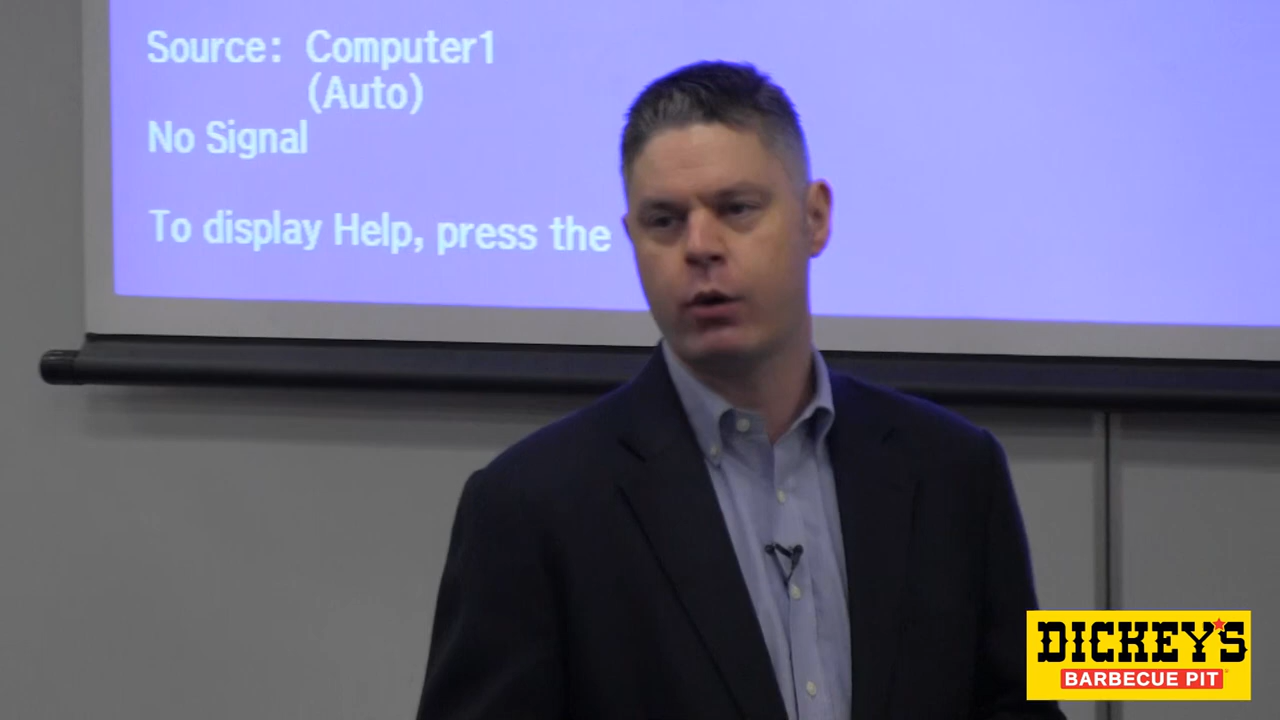 Source: Computer1
(Auto)
No Signal
To display Help, press the
DICKEY'S
BARBECUE PIT